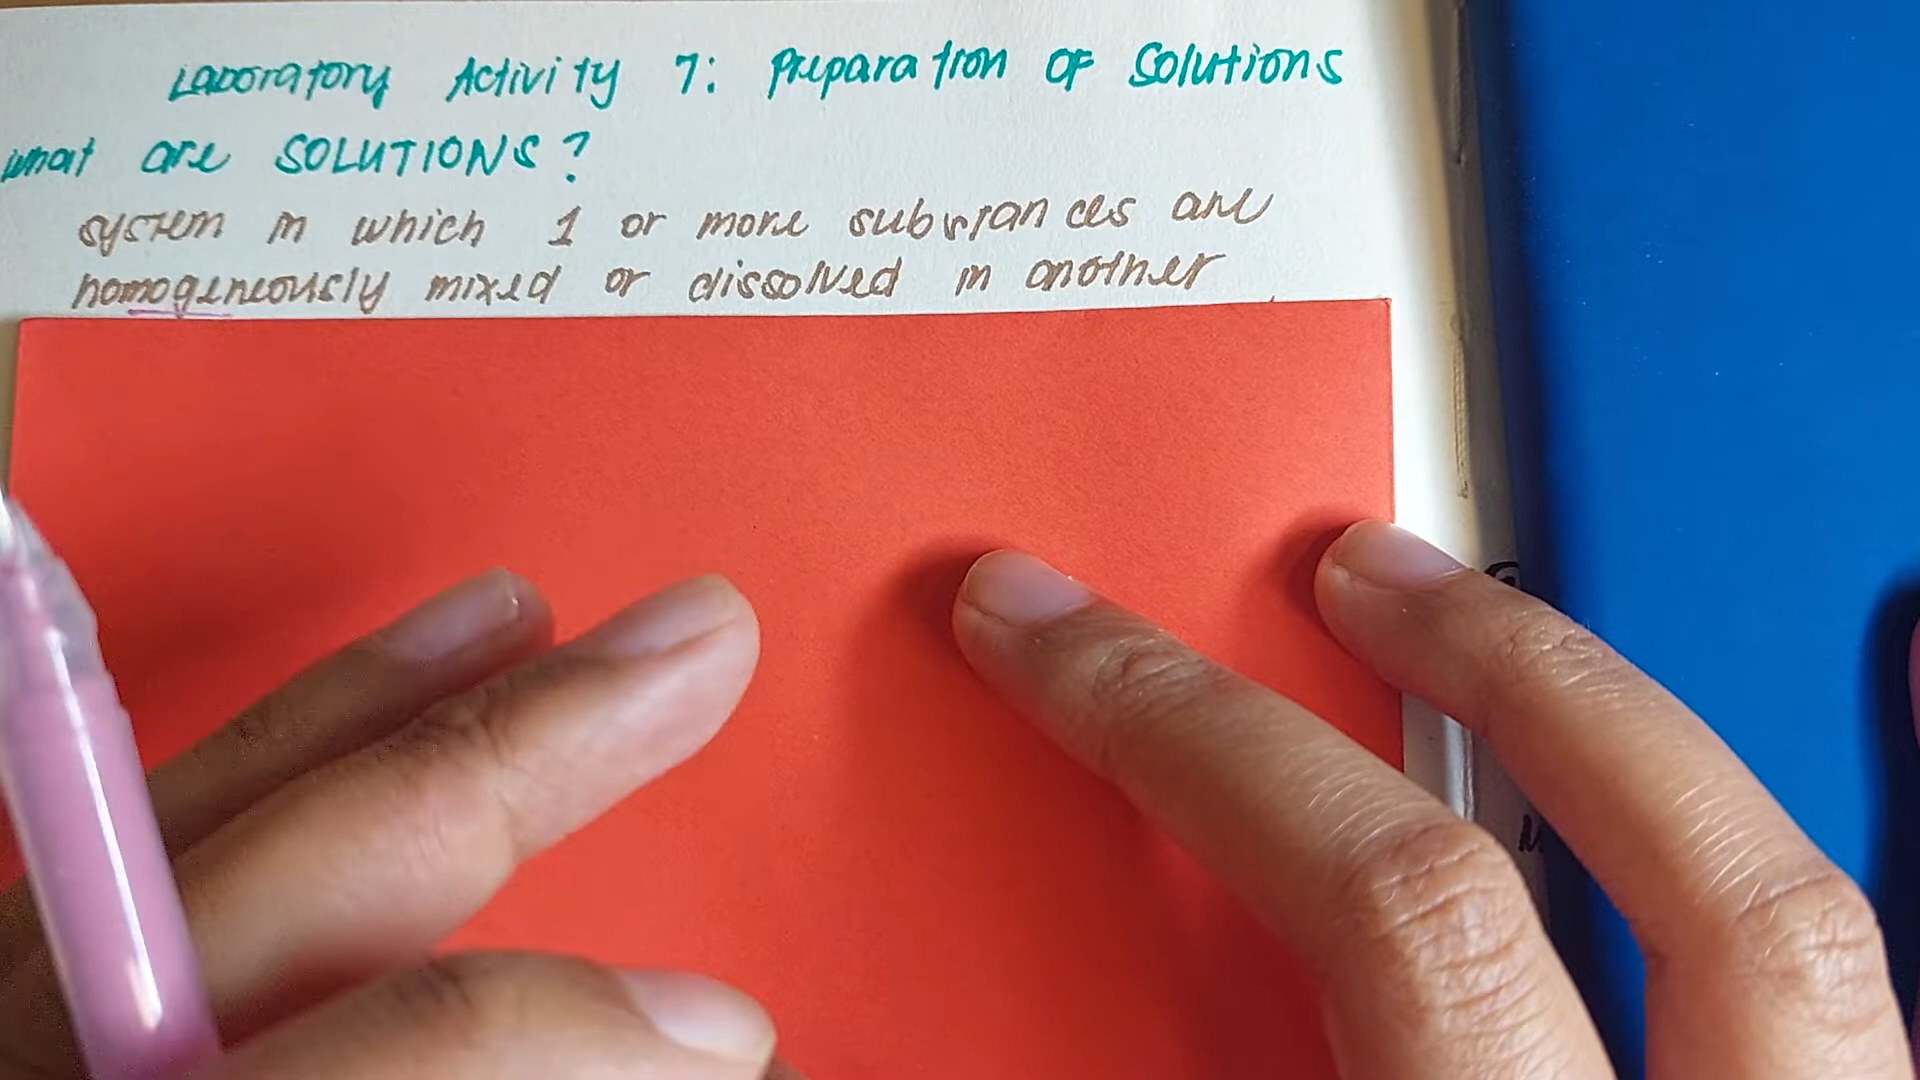 Laboratory Activity 7: Preparation OF Solutions
What are SOLUTIONS?
system in which 1 or more substances are
homogeneously mixed or dissolved in another